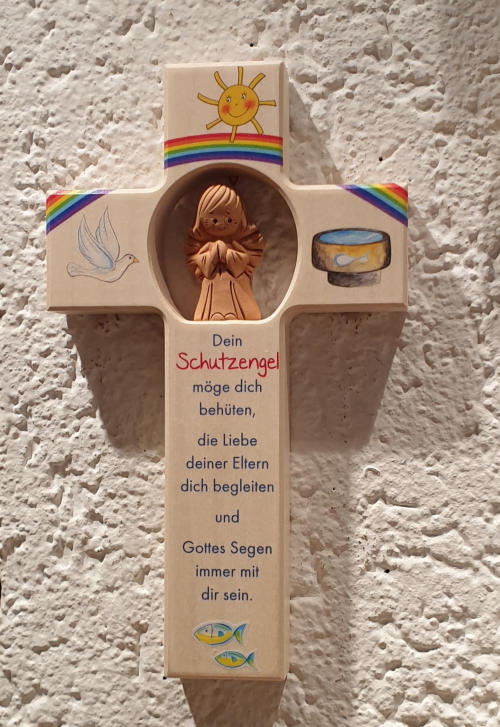 Dein
Schutzengel
möge dich
behüten,
die Liebe
deiner Eltern
dich begleiten
und
Gottes Segen
immer mit
dir sein.